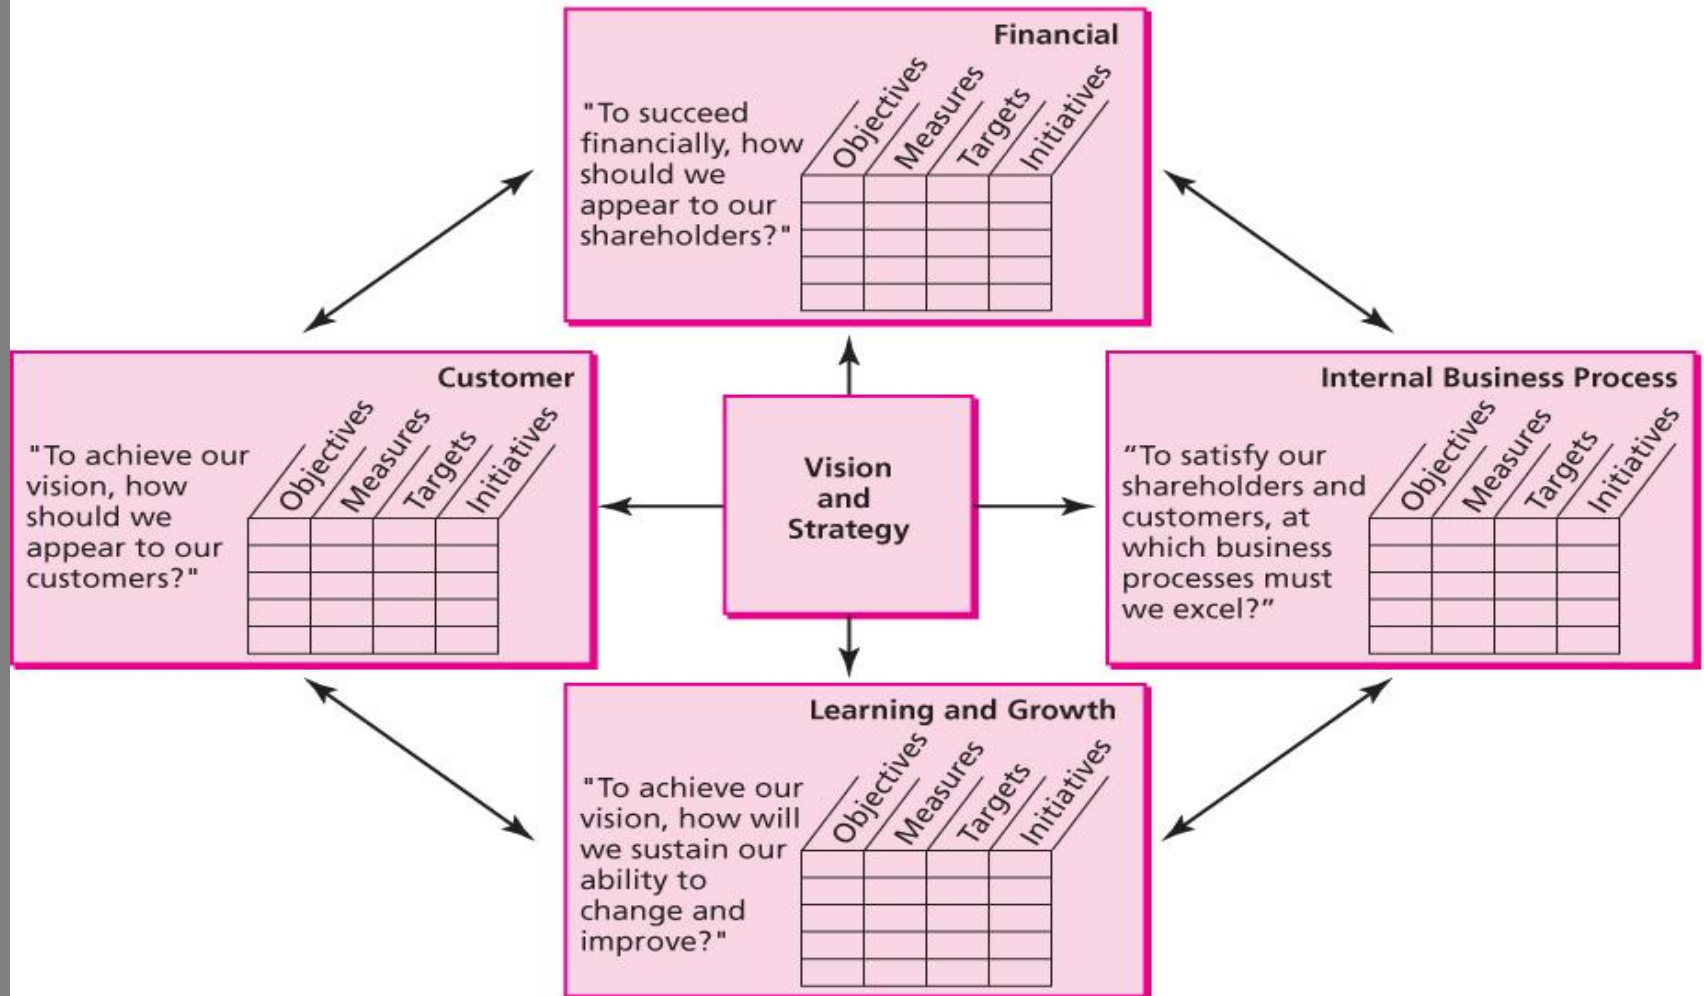 Financial
"To succeed
financially, how
should we
appear to our
shareholders?"
Objectives
Measures
Targets
Initiatives
Customer
"To achieve our
vision, how
should we
appear to our
customers?"
Objectives
Measures
Targets
Initiatives
Vision
and
Strategy
Internal Business Process
“To satisfy our
shareholders and
customers, at
which business
processes must
we excel?”
Objectives
Measures
Targets
Initiatives
Learning and Growth
"To achieve our
vision, how will
we sustain our
ability to
change and
improve?"
Objectives
Measures
Targets
Initiatives